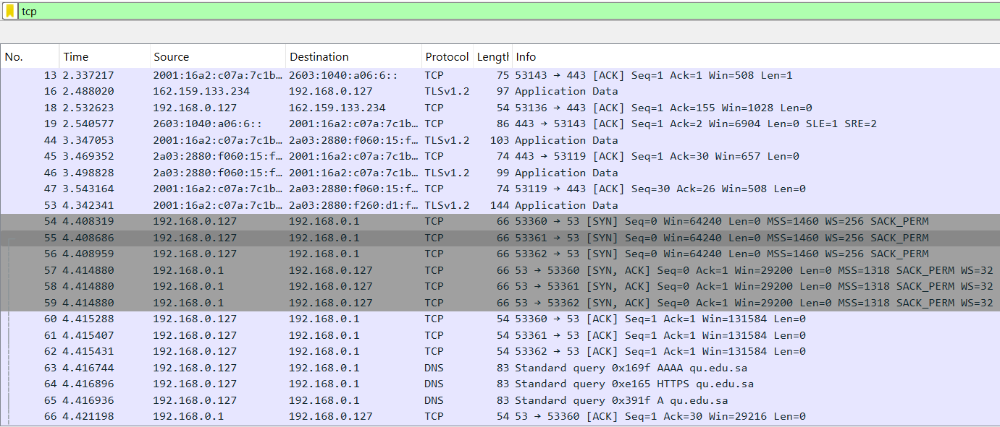 tcp
No. Time Source Destination Protocol Length Info
13 2.337217 2001:16a2:c07a:7c1b… 2603:1040:a06:6:: TCP 75 53143 → 443 [ACK] Seq=1 Ack=1 Win=508 Len=1
16 2.488020 162.159.133.234 192.168.0.127 TLSv1.2 97 Application Data
18 2.532623 192.168.0.127 162.159.133.234 TCP 54 53136 → 443 [ACK] Seq=1 Ack=155 Win=1028 Len=0
19 2.540577 2603:1040:a06:6:: 2001:16a2:c07a:7c1b… TCP 86 443 → 53143 [ACK] Seq=1 Ack=2 Win=6904 Len=0 SLE=1 SRE=2
44 3.347053 2001:16a2:c07a:7c1b… 2a03:2880:f060:15:f… TLSv1.2 103 Application Data
45 3.469352 2a03:2880:f060:15:f… 2001:16a2:c07a:7c1b… TCP 74 443 → 53119 [ACK] Seq=1 Ack=30 Win=657 Len=0
46 3.498828 2a03:2880:f060:15:f… 2001:16a2:c07a:7c1b… TLSv1.2 99 Application Data
47 3.543164 2001:16a2:c07a:7c1b… 2a03:2880:f060:15:f… TCP 74 53119 → 443 [ACK] Seq=30 Ack=26 Win=508 Len=0
53 4.342341 2001:16a2:c07a:7c1b… 2a03:2880:f260:d1:f… TLSv1.2 144 Application Data
54 4.408319 192.168.0.127 192.168.0.1 TCP 66 53360 → 53 [SYN] Seq=0 Win=64240 Len=0 MSS=1460 WS=256 SACK_PERM
55 4.408686 192.168.0.127 192.168.0.1 TCP 66 53361 → 53 [SYN] Seq=0 Win=64240 Len=0 MSS=1460 WS=256 SACK_PERM
56 4.408959 192.168.0.127 192.168.0.1 TCP 66 53362 → 53 [SYN] Seq=0 Win=64240 Len=0 MSS=1460 WS=256 SACK_PERM
57 4.414880 192.168.0.1 192.168.0.127 TCP 66 53 → 53360 [SYN, ACK] Seq=0 Ack=1 Win=29200 Len=0 MSS=1318 SACK_PERM WS=32
58 4.414880 192.168.0.1 192.168.0.127 TCP 66 53 → 53361 [SYN, ACK] Seq=0 Ack=1 Win=29200 Len=0 MSS=1318 SACK_PERM WS=32
59 4.414880 192.168.0.1 192.168.0.127 TCP 66 53 → 53362 [SYN, ACK] Seq=0 Ack=1 Win=29200 Len=0 MSS=1318 SACK_PERM WS=32
60 4.415288 192.168.0.127 192.168.0.1 TCP 54 53360 → 53 [ACK] Seq=1 Ack=1 Win=131584 Len=0
61 4.415407 192.168.0.127 192.168.0.1 TCP 54 53361 → 53 [ACK] Seq=1 Ack=1 Win=131584 Len=0
62 4.415431 192.168.0.127 192.168.0.1 TCP 54 53362 → 53 [ACK] Seq=1 Ack=1 Win=131584 Len=0
63 4.416744 192.168.0.127 192.168.0.1 DNS 83 Standard query 0x169f AAAA qu.edu.sa
64 4.416896 192.168.0.127 192.168.0.1 DNS 83 Standard query 0xe165 HTTPS qu.edu.sa
65 4.416936 192.168.0.127 192.168.0.1 DNS 83 Standard query 0x391f A qu.edu.sa
66 4.421198 192.168.0.1 192.168.0.127 TCP 54 53 → 53360 [ACK] Seq=1 Ack=30 Win=29216 Len=0